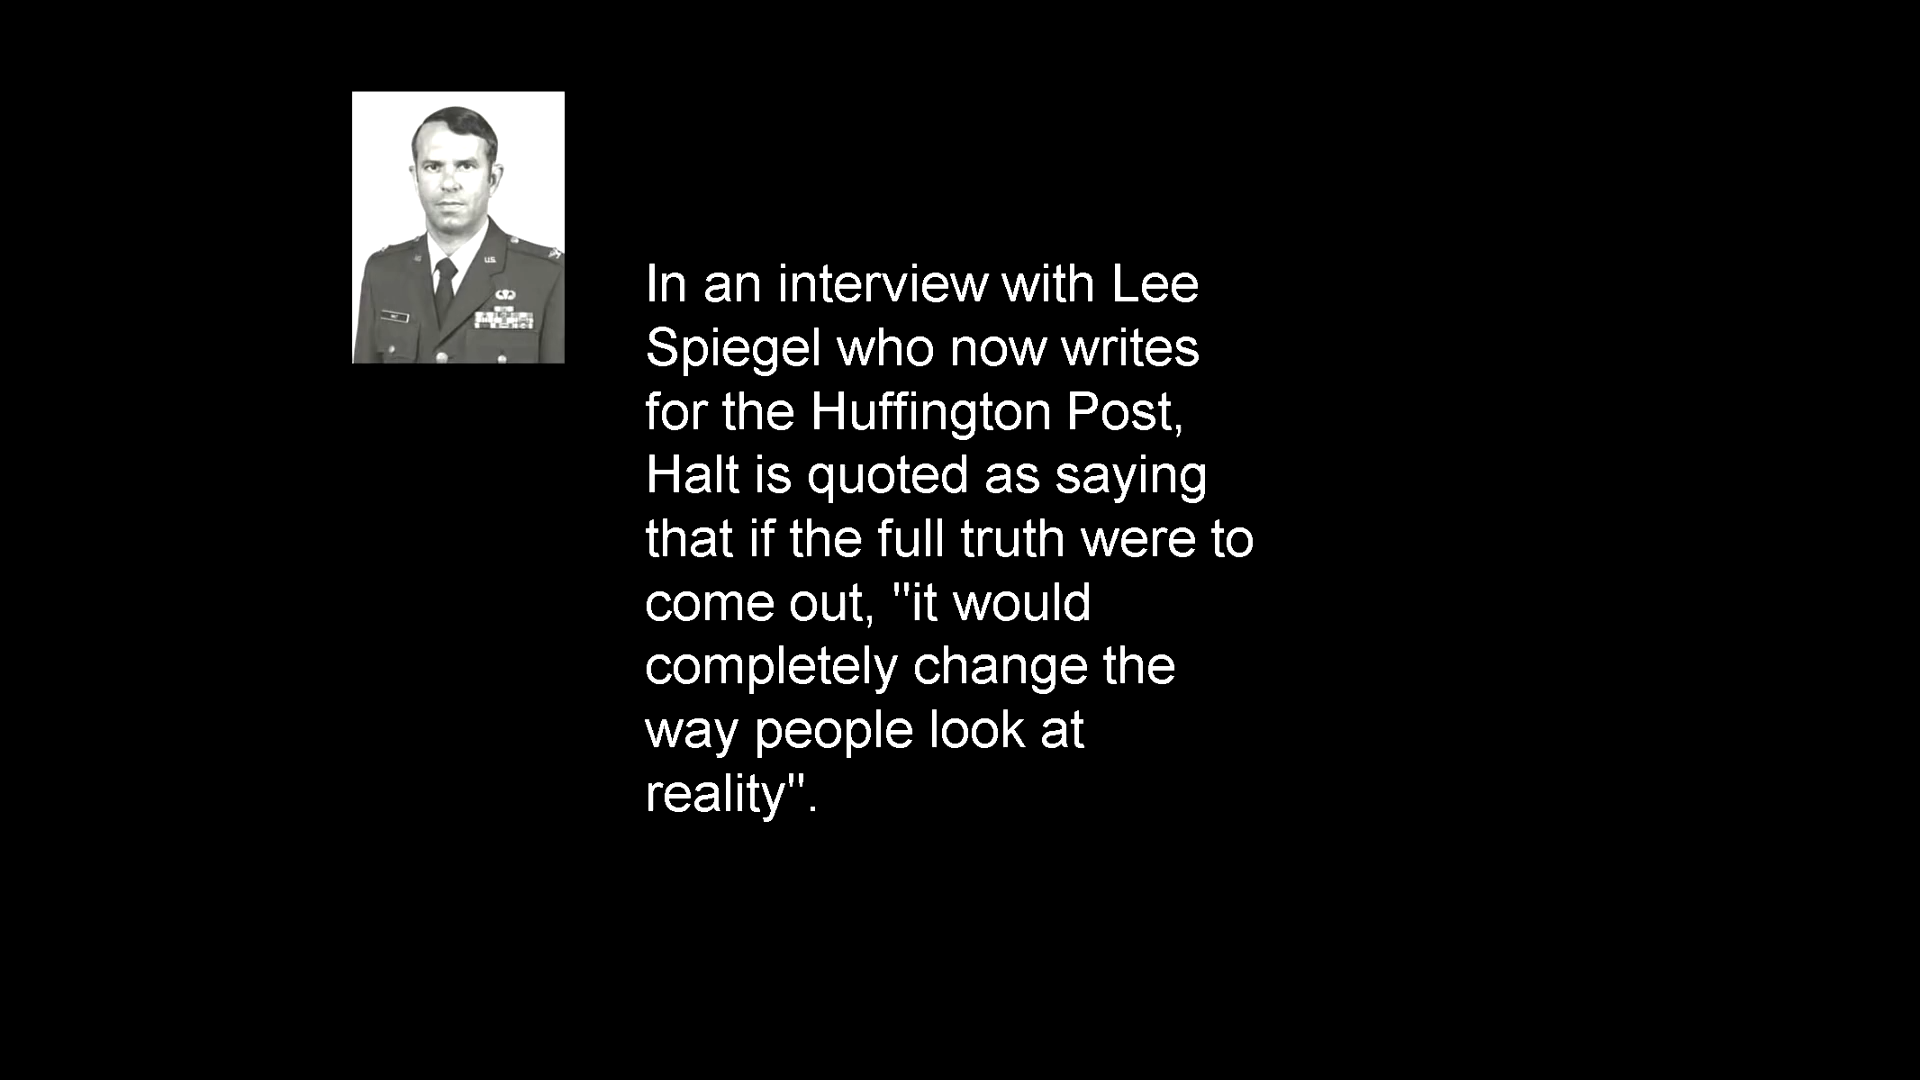 In an interview with Lee
Spiegel who now writes
for the Huffington Post,
Halt is quoted as saying
that if the full truth were to
come out, "it would
completely change the
way people look at
reality".